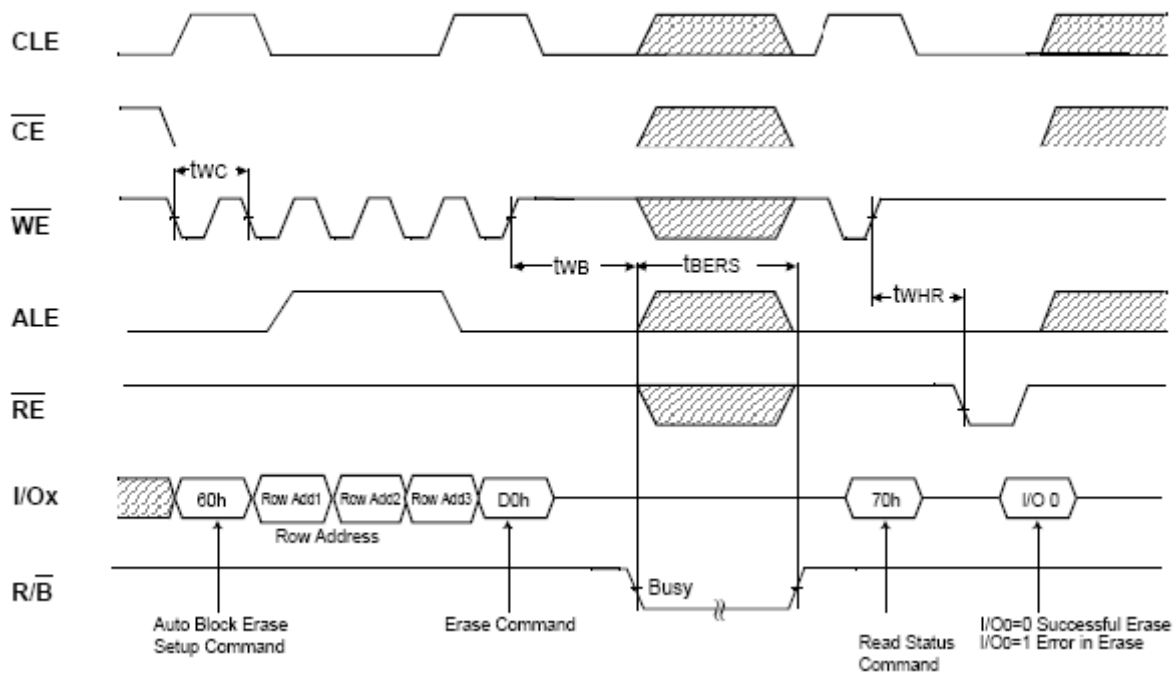 CLE
CE
tWC
WE
tWB
tBERS
tWHR
ALE
RE
I/Ox
60h
Row Add1
Row Add2
Row Add3
D0h
70h
I/O 0
Row Address
R/B
Busy
Auto Block Erase
Setup Command
Erase Command
Read Status
Command
I/O0=0 Successful Erase
I/O0=1 Error in Erase